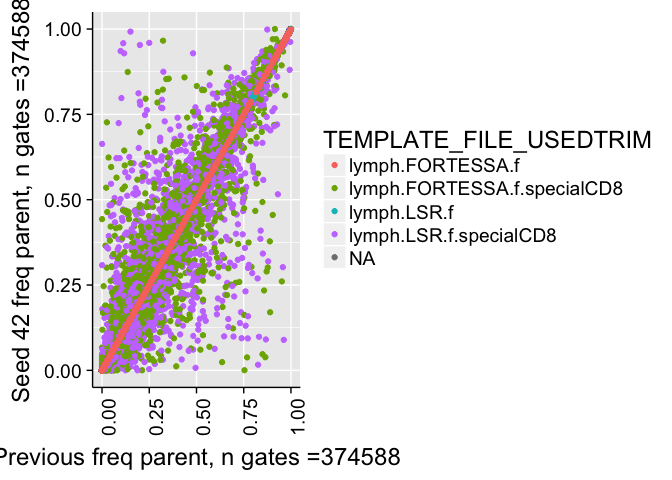 Seed 42 freq parent, n gates =374588
1.00
0.75
0.50
0.25
0.00
0.00
0.25
0.50
0.75
1.00
Previous freq parent, n gates =374588
TEMPLATE_FILE_USEDTRIM
lymph.FORTESSA.f
lymph.FORTESSA.f.specialCD8
lymph.LSR.f
lymph.LSR.f.specialCD8
NA